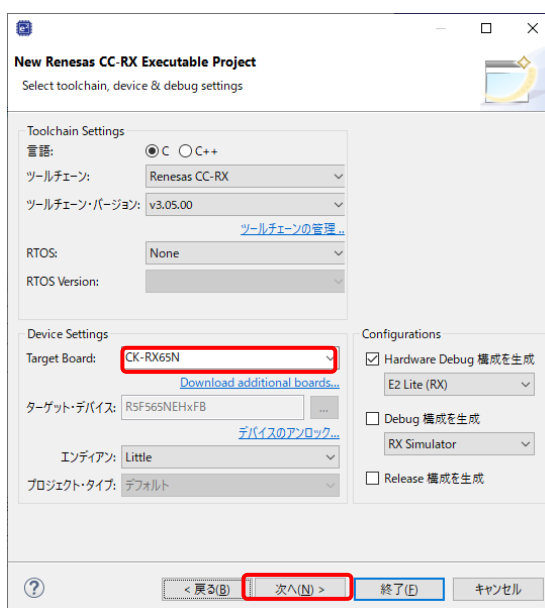 New Renesas CC-RX Executable Project
Select toolchain, device & debug settings
Toolchain Settings
言語: C C++
ツールチェーン: Renesas CC-RX
ツールチェーン・バージョン: v3.05.00
ツールチェーンの管理 ..
RTOS: None
RTOS Version:
Device Settings
Target Board: CK-RX65N
Download additional boards...
ターゲット・デバイス: R5F565NEHxFB ...
デバイスのアンロック...
エンディアン: Little
プロジェクト・タイプ: デフォルト
Configurations
Hardware Debug 構成を生成
E2 Lite (RX)
Debug 構成を生成
RX Simulator
Release 構成を生成
? < 戻る(B) 次へ(N) > 終了(F) キャンセル